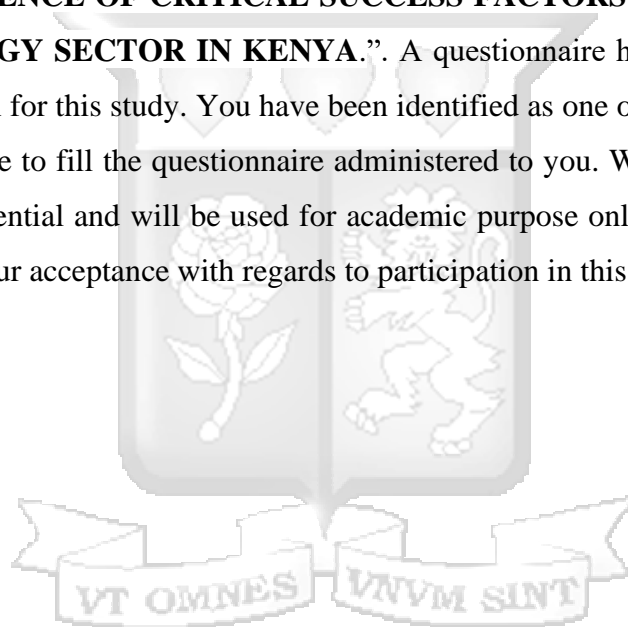 ENCE OF CRITICAL SUCCESS FACTORS
GY SECTOR IN KENYA.”. A questionnaire h
for this study. You have been identified as one o
e to fill the questionnaire administered to you. W
ential and will be used for academic purpose onl
ur acceptance with regards to participation in this
VT OMNES VNVM SINT